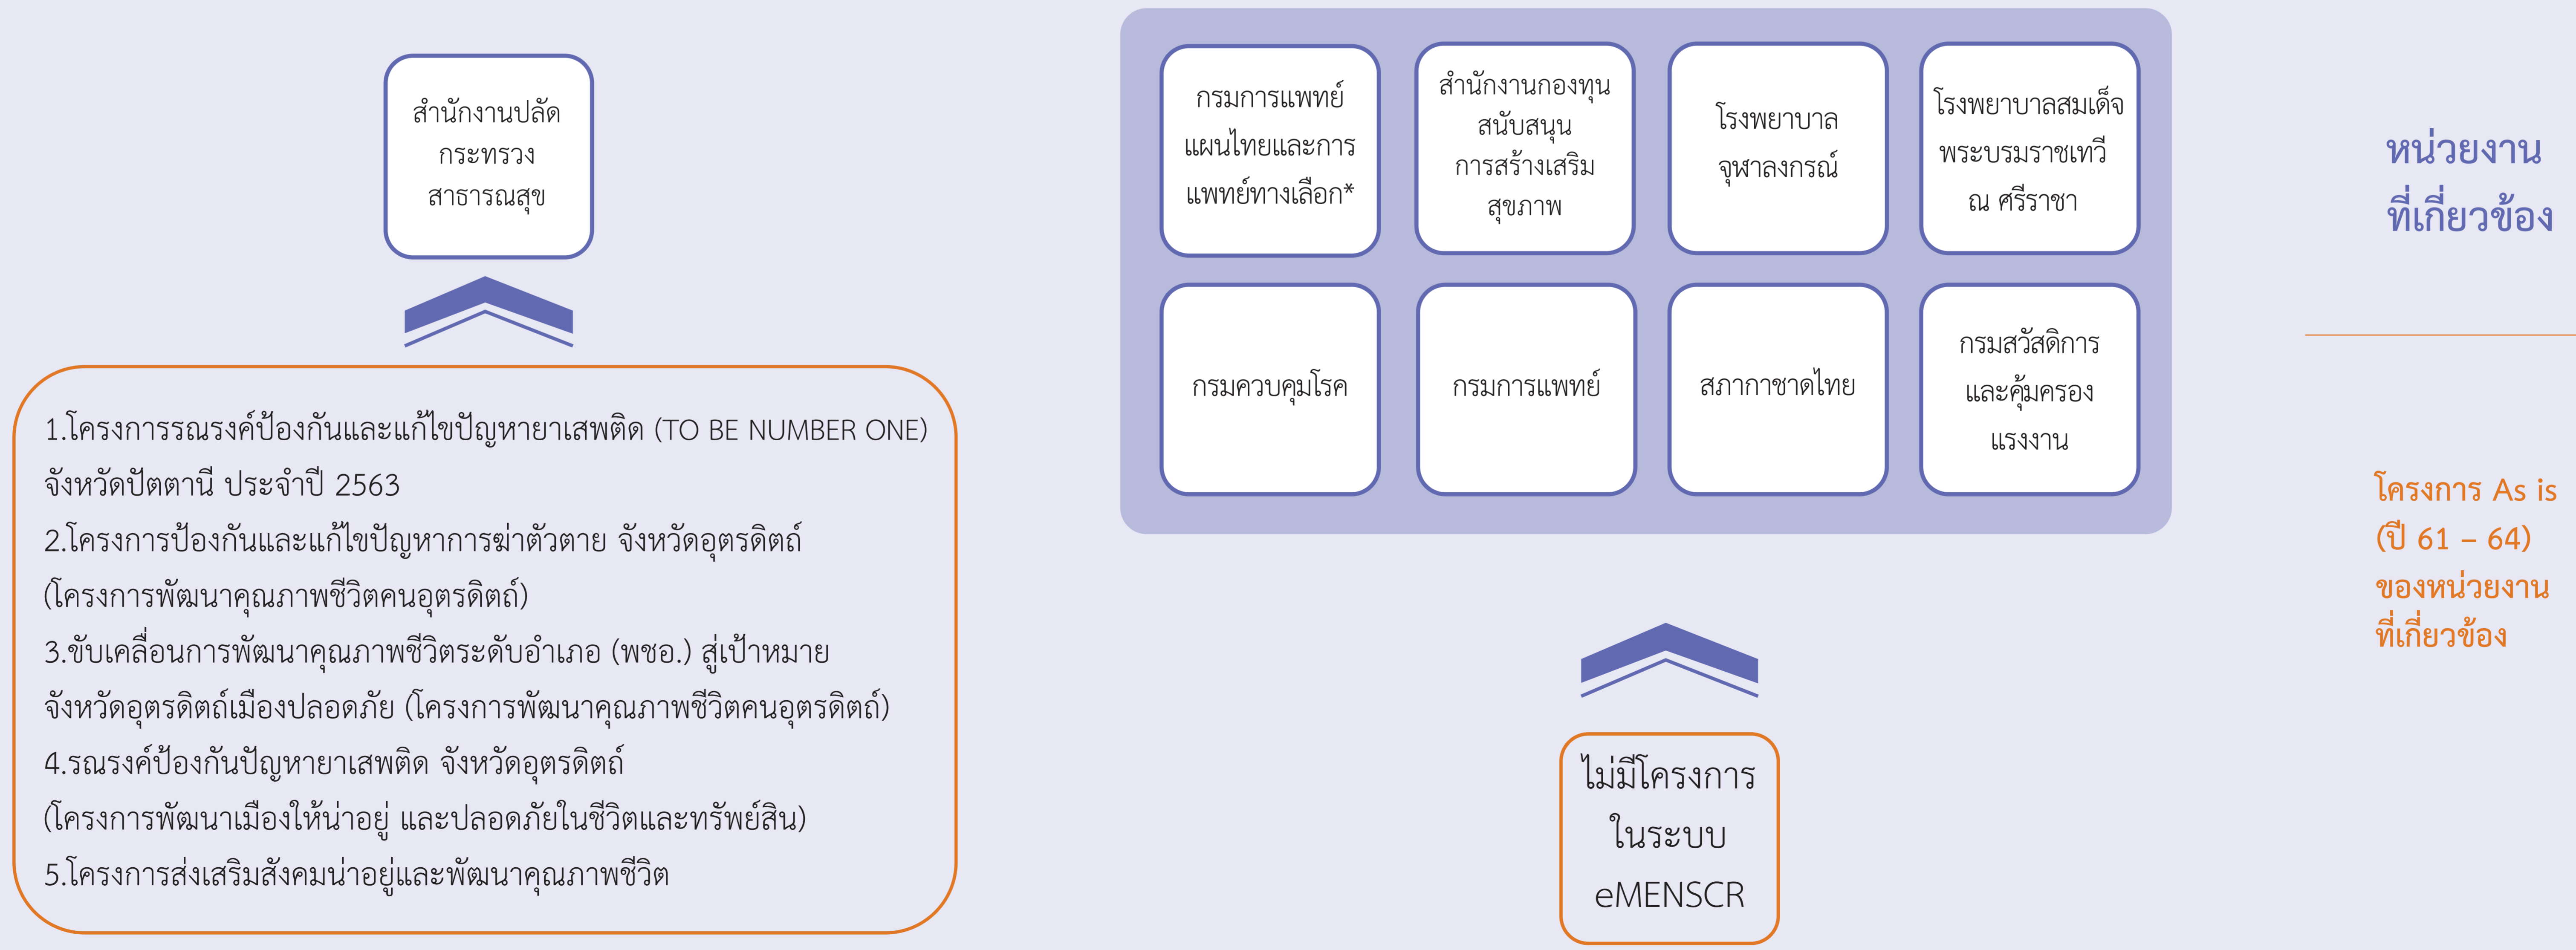 สำนักงานปลัด
กระทรวง
สาธารณสุข
1.โครงการรณรงค์ป้องกันและแก้ไขปัญหายาเสพติด (TO BE NUMBER ONE)
จังหวัดปัตตานี ประจำปี 2563
2.โครงการป้องกันและแก้ไขปัญหาการฆ่าตัวตาย จังหวัดอุตรดิตถ์
(โครงการพัฒนาคุณภาพชีวิตคนอุตรดิตถ์)
3.ขับเคลื่อนการพัฒนาคุณภาพชีวิตระดับอำเภอ (พชอ.) สู่เป้าหมาย
จังหวัดอุตรดิตถ์เมืองปลอดภัย (โครงการพัฒนาคุณภาพชีวิตคนอุตรดิตถ์)
4.รณรงค์ป้องกันปัญหายาเสพติด จังหวัดอุตรดิตถ์
(โครงการพัฒนาเมืองให้น่าอยู่ และปลอดภัยในชีวิตและทรัพย์สิน)
5.โครงการส่งเสริมสังคมน่าอยู่และพัฒนาคุณภาพชีวิต
กรมการแพทย์
แผนไทยและการ
แพทย์ทางเลือก*
สำนักงานกองทุน
สนับสนุน
การสร้างเสริม
สุขภาพ
โรงพยาบาล
จุฬาลงกรณ์
โรงพยาบาลสมเด็จ
พระบรมราชเทวี
ณ ศรีราชา
กรมควบคุมโรค
กรมการแพทย์
สภากาชาดไทย
กรมสวัสดิการ
และคุ้มครอง
แรงงาน
ไม่มีโครงการ
ในระบบ
eMENSCR
หน่วยงาน
ที่เกี่ยวข้อง
โครงการ As is
(ปี 61 – 64)
ของหน่วยงาน
ที่เกี่ยวข้อง